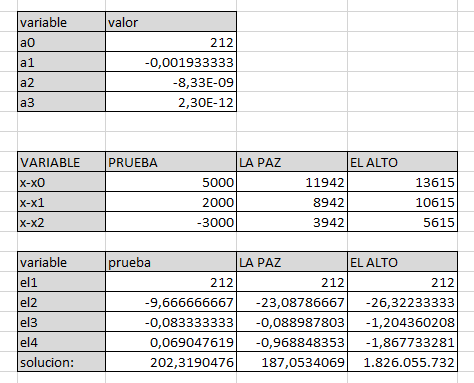 variable valor
a0 212
a1 -0,001933333
a2 -8,33E-09
a3 2,30E-12
VARIABLE PRUEBA LA PAZ EL ALTO
x-x0 5000 11942 13615
x-x1 2000 8942 10615
x-x2 -3000 3942 5615
variable prueba LA PAZ EL ALTO
el1 212 212 212
el2 -9,666666667 -23,08786667 -26,32233333
el3 -0,083333333 -0,088987803 -1,204360208
el4 0,069047619 -0,968848353 -1,867733281
solucion: 202,3190476 187,0534069 1.826.055.732